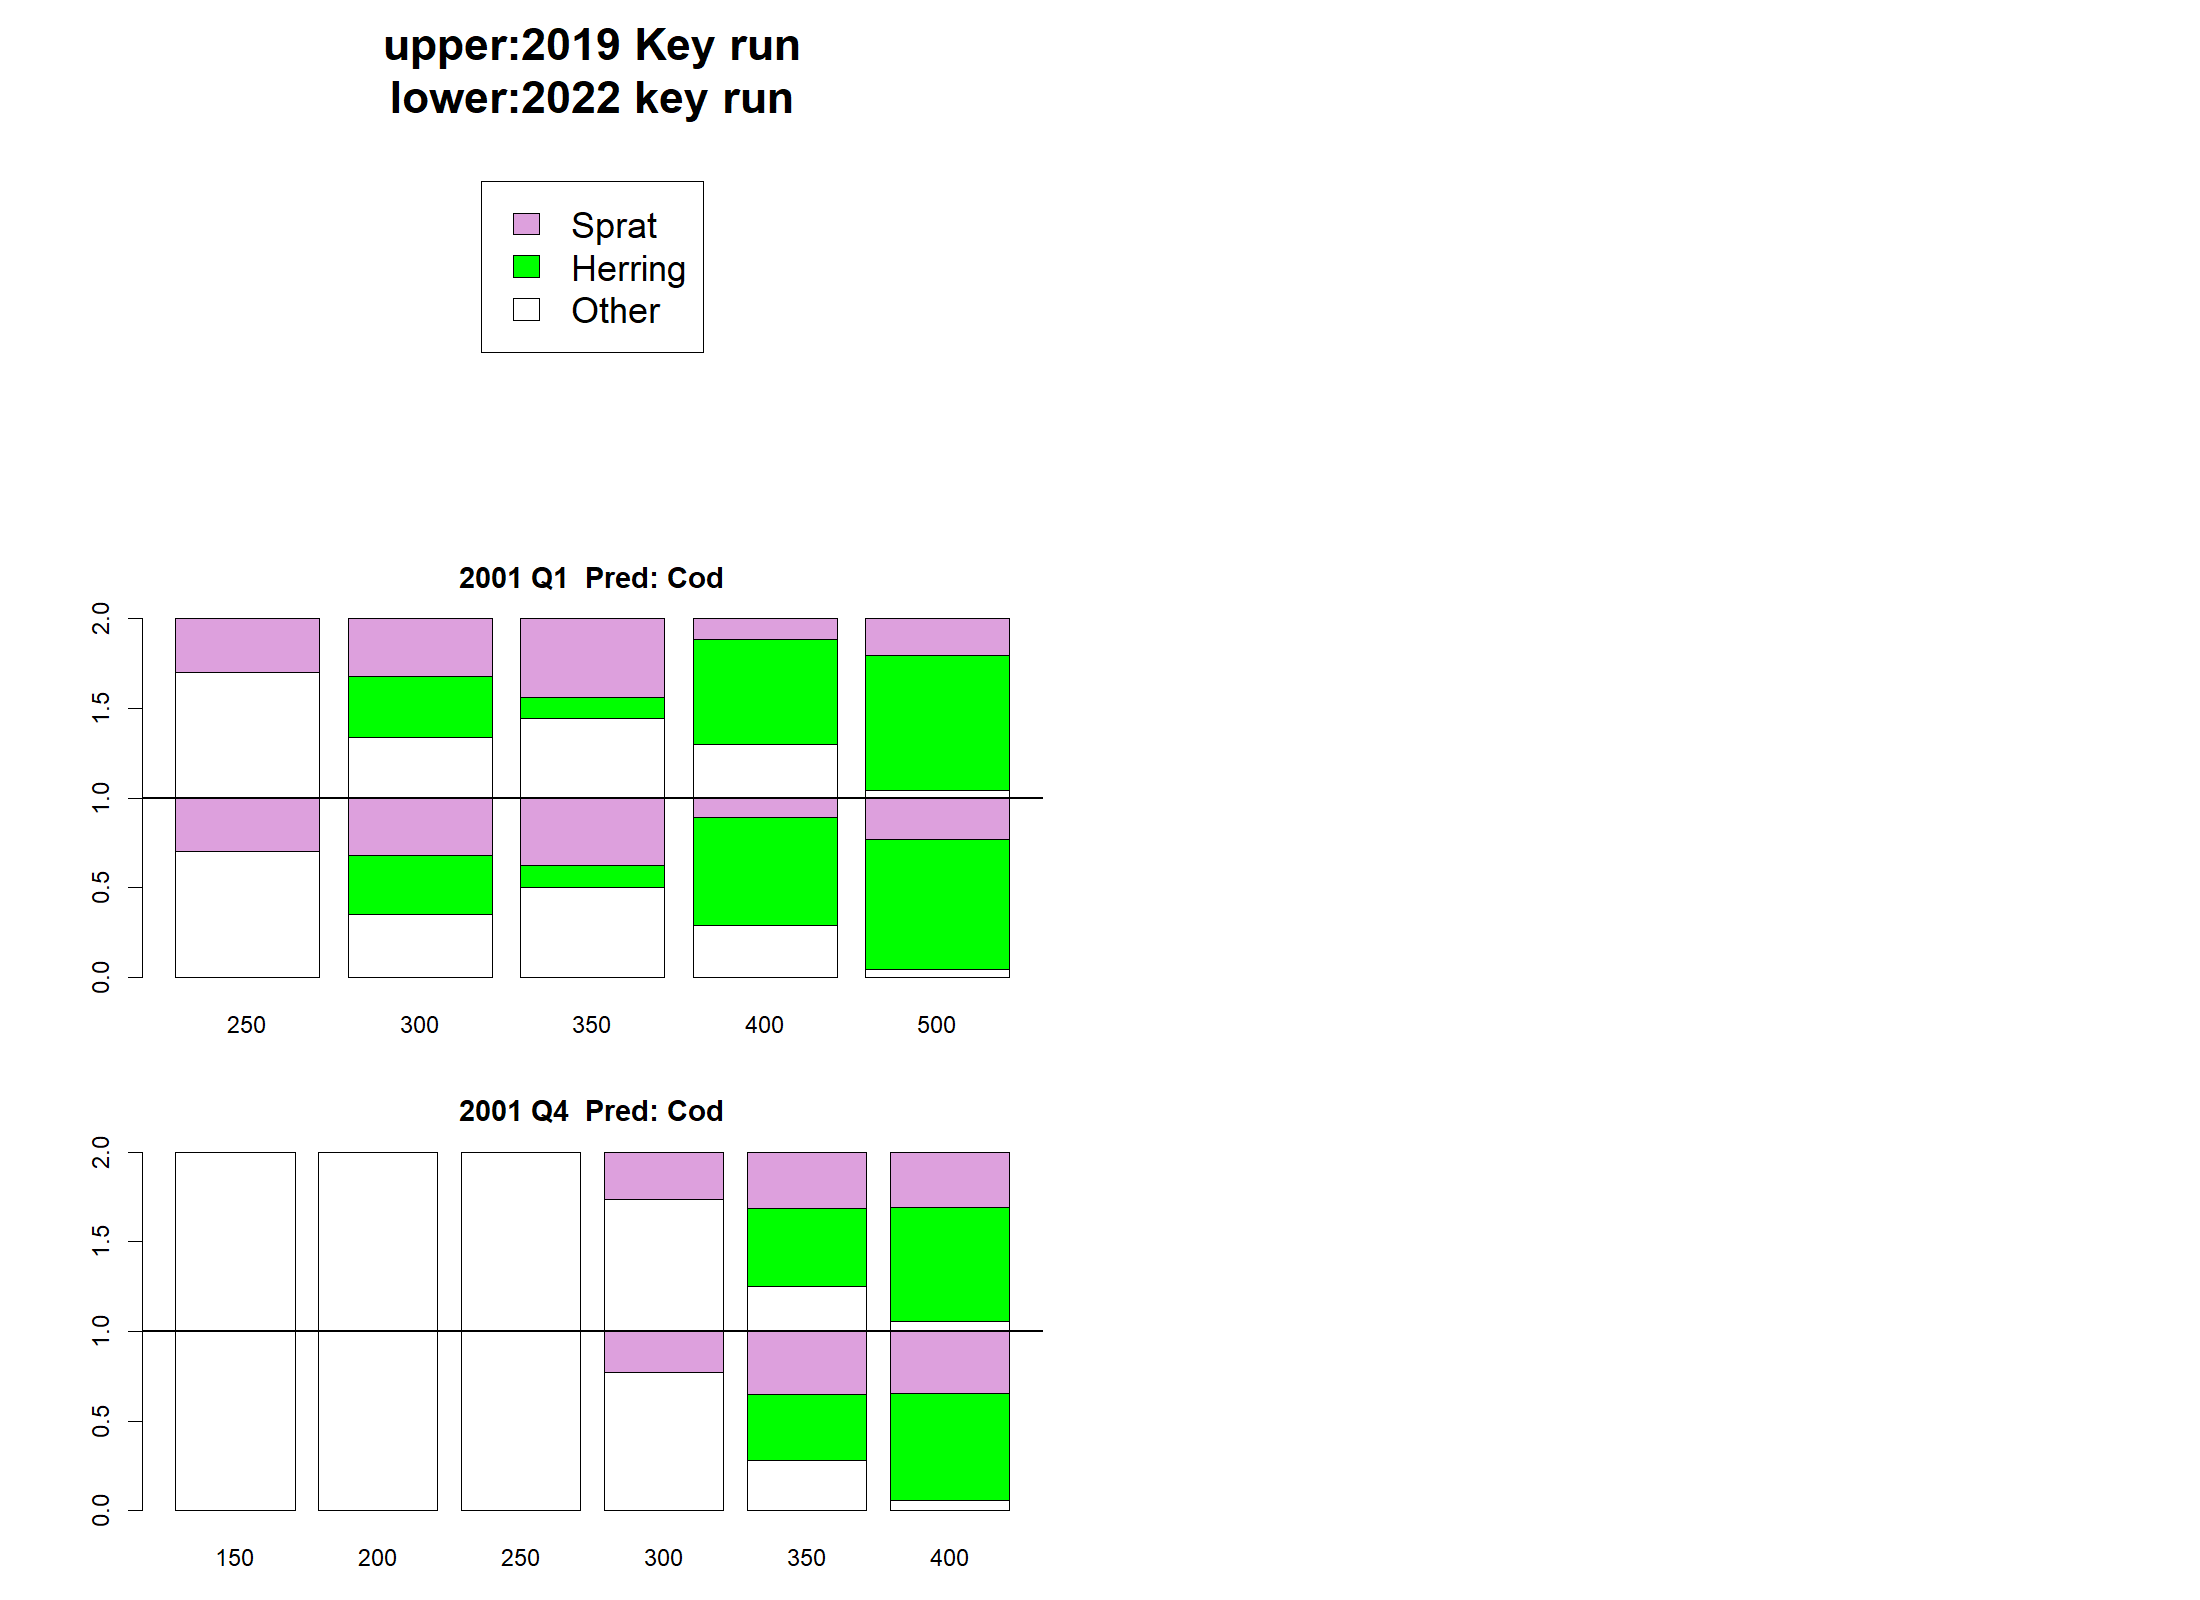 upper:2019 Key run
lower:2022 key run
Sprat
Herring
Other
2001 Q1  Pred: Cod
2.0
1.5
1.0
0.5
0.0
250 300 350 400 500
2001 Q4  Pred: Cod
2.0
1.5
1.0
0.5
0.0
150 200 250 300 350 400